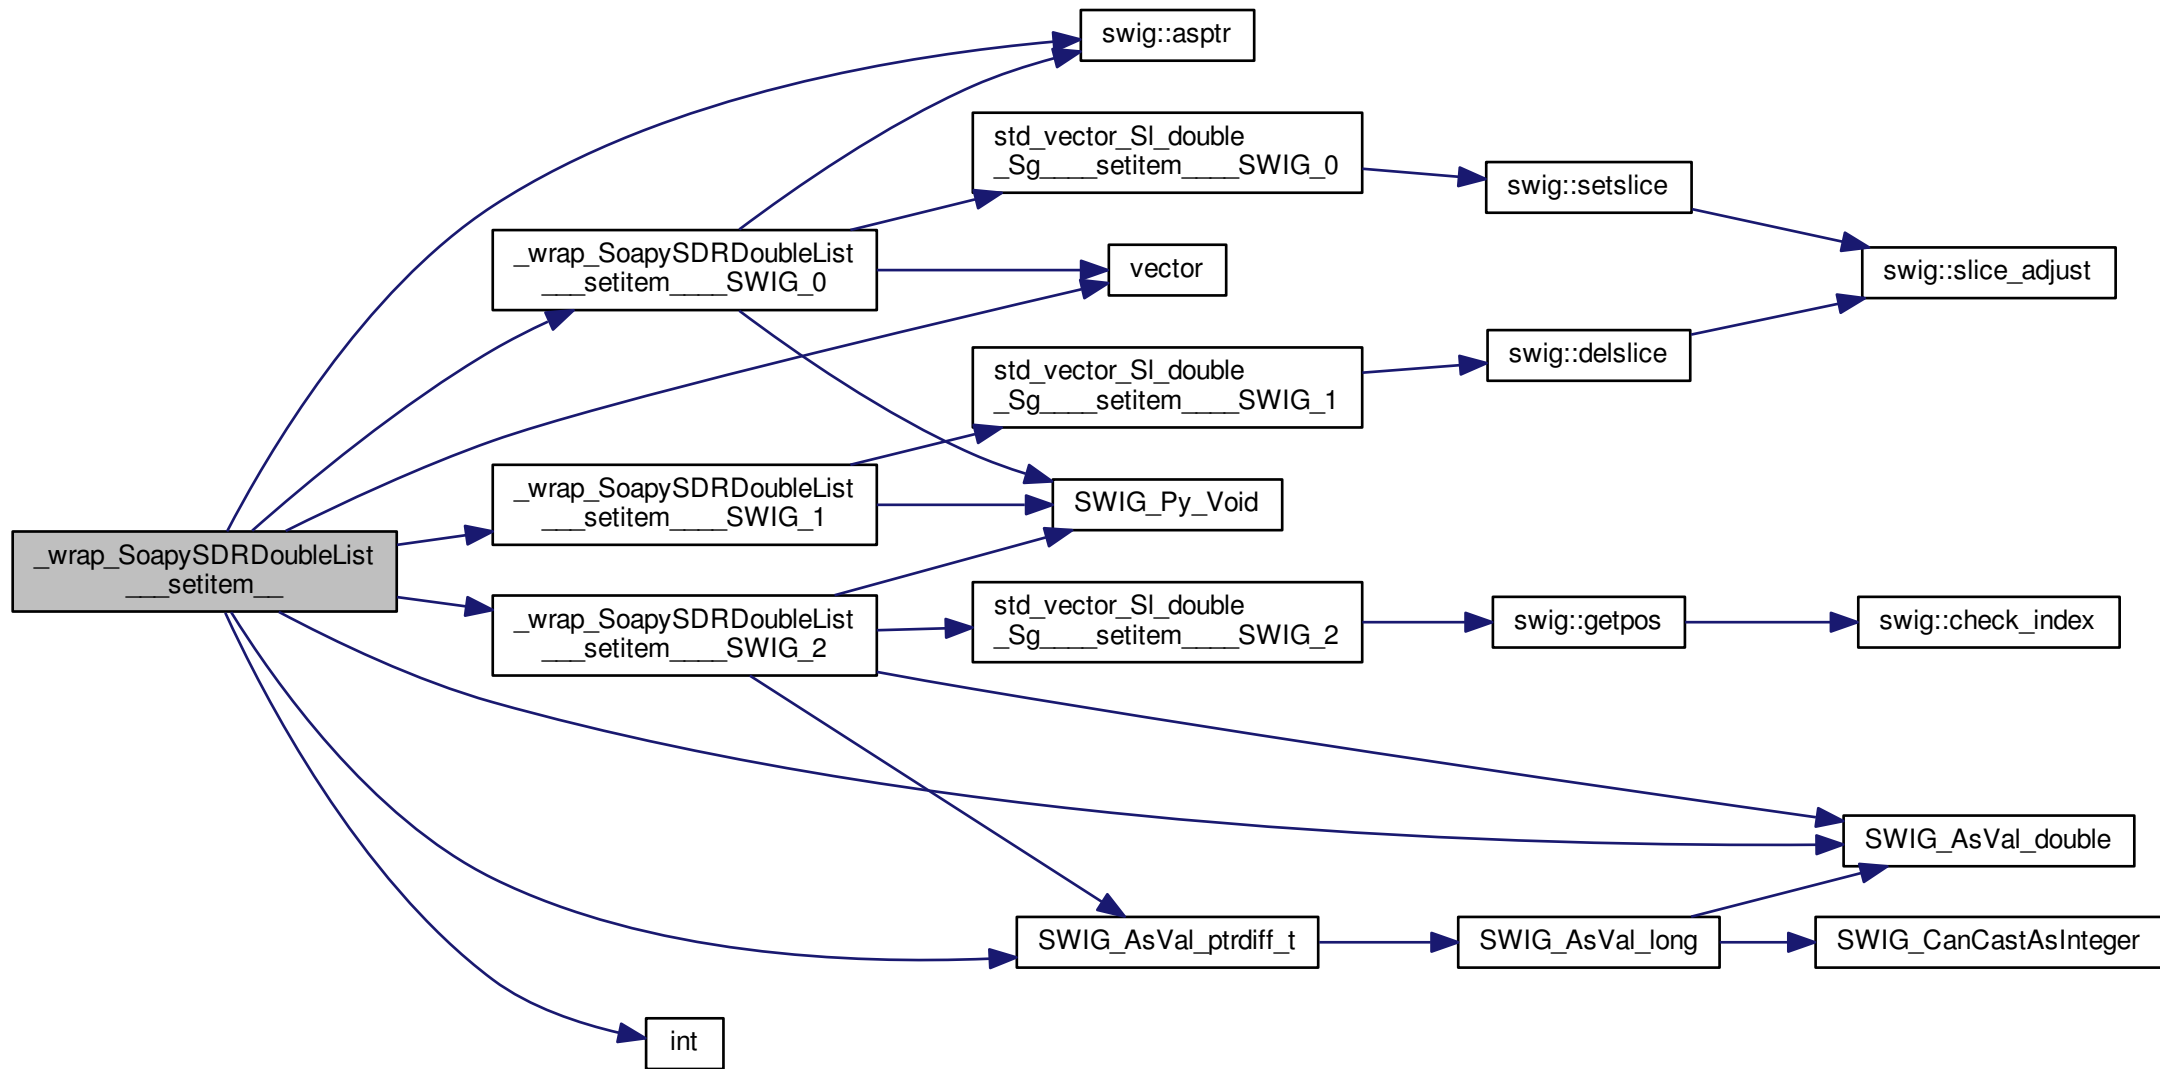 _wrap_SoapySDRDoubleList
___setitem__
_wrap_SoapySDRDoubleList
___setitem____SWIG_0
_wrap_SoapySDRDoubleList
___setitem____SWIG_1
_wrap_SoapySDRDoubleList
___setitem____SWIG_2
int
swig::asptr
std_vector_Sl_double
_Sg____setitem____SWIG_0
vector
std_vector_Sl_double
_Sg____setitem____SWIG_1
SWIG_Py_Void
std_vector_Sl_double
_Sg____setitem____SWIG_2
SWIG_AsVal_ptrdiff_t
swig::setslice
swig::delslice
swig::getpos
SWIG_AsVal_long
swig::slice_adjust
swig::check_index
SWIG_AsVal_double
SWIG_CanCastAsInteger